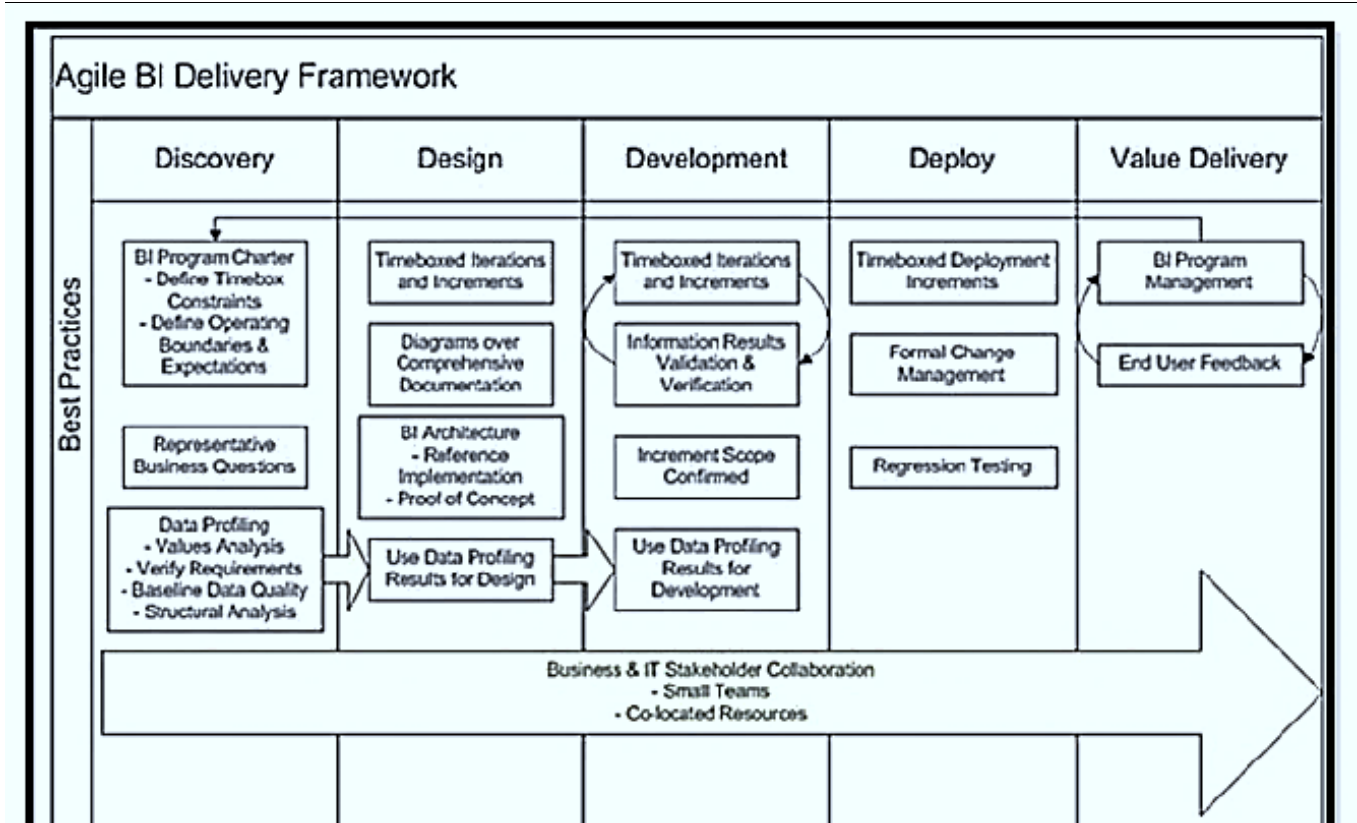 Agile BI Delivery Framework
Best Practices
Discovery
Design
Development
Deploy
Value Delivery
BI Program Charter
- Define Timebox
Constraints
- Define Operating
Boundaries &
Expectations
Representative
Business Questions
Data Profiling
- Values Analysis
- Verify Requirements
- Baseline Data Quality
- Structural Analysis
Timeboxed Iterations
and Increments
Diagrams over
Comprehensive
Documentation
BI Architecture
- Reference
Implementation
- Proof of Concept
Use Data Profiling
Results for Design
Timeboxed Iterations
and Increments
Information Results
Validation &
Verification
Increment Scope
Confirmed
Use Data Profiling
Results for
Development
Timeboxed Deployment
Increments
Formal Change
Management
Regression Testing
BI Program
Management
End User Feedback
Business & IT Stakeholder Collaboration
- Small Teams
- Co-located Resources